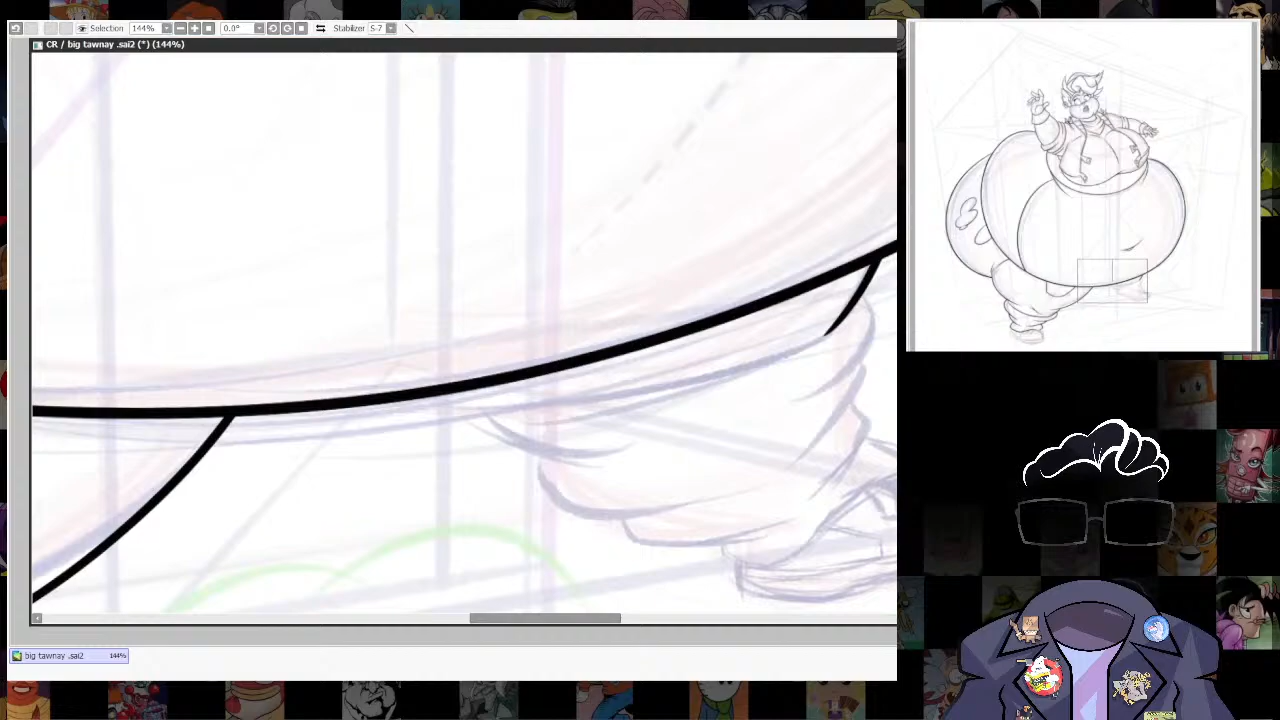 Selection 144% 0.0° Stabilizer S-7
CR / big tawnay .sai2 (*) (144%)
big tawnay .sai2 144%